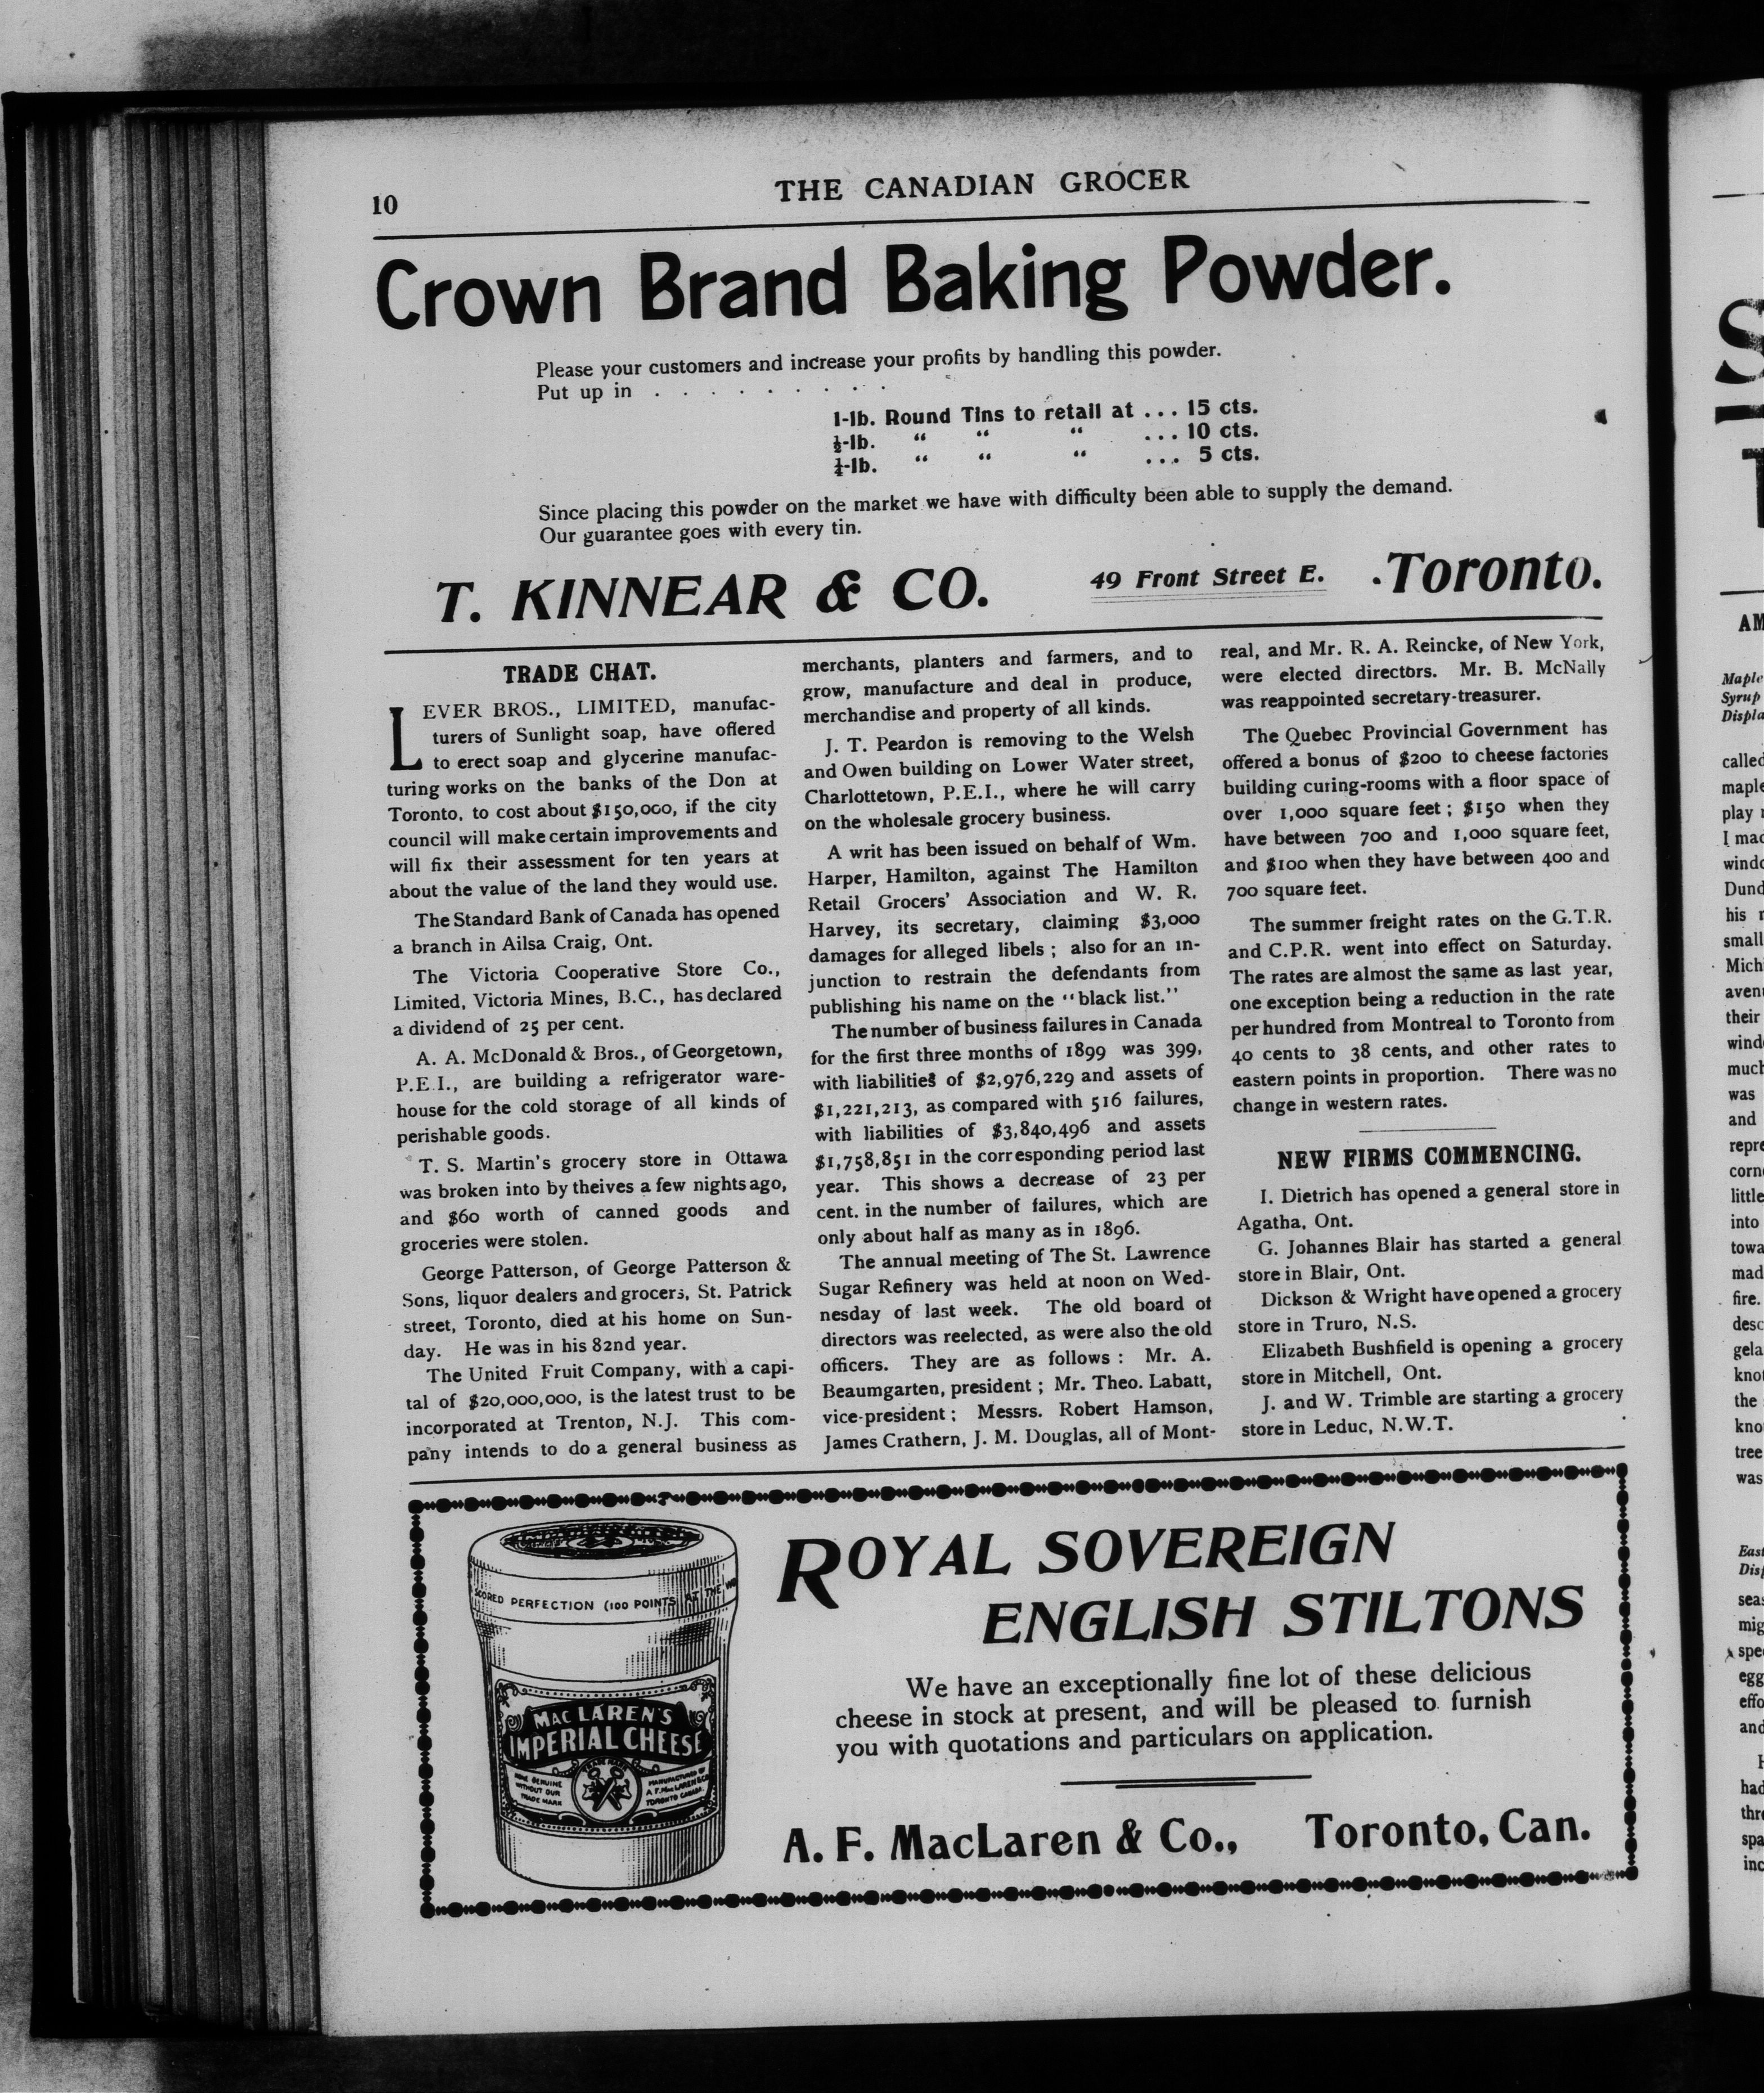 10
THE CANADIAN GROCER
Crown Brand Baking Powder.
Please your customers and increase your profits by handling this powder.
Put up in . . . . . . . .
1-lb. Round Tins to retail at ... 15 cts.
½-lb. " " " ... 10 cts.
¼-lb. " " " ... 5 cts.
Since placing this powder on the market we have with difficulty been able to supply the demand.
Our guarantee goes with every tin.
T. KINNEAR & CO. 49 Front Street E. Toronto.
TRADE CHAT.
LEVER BROS., LIMITED, manufac-
turers of Sunlight soap, have offered
to erect soap and glycerine manufac-
turing works on the banks of the Don at
Toronto, to cost about $150,000, if the city
council will make certain improvements and
will fix their assessment for ten years at
about the value of the land they would use.
The Standard Bank of Canada has opened
a branch in Ailsa Craig, Ont.
The Victoria Cooperative Store Co.,
Limited, Victoria Mines, B.C., has declared
a dividend of 25 per cent.
A. A. McDonald & Bros., of Georgetown,
P.E.I., are building a refrigerator ware-
house for the cold storage of all kinds of
perishable goods.
T. S. Martin's grocery store in Ottawa
was broken into by theives a few nights ago,
and $60 worth of canned goods and
groceries were stolen.
George Patterson, of George Patterson &
Sons, liquor dealers and grocers, St. Patrick
street, Toronto, died at his home on Sun-
day. He was in his 82nd year.
The United Fruit Company, with a capi-
tal of $20,000,000, is the latest trust to be
incorporated at Trenton, N.J. This com-
pany intends to do a general business as
merchants, planters and farmers, and to
grow, manufacture and deal in produce,
merchandise and property of all kinds.
J. T. Peardon is removing to the Welsh
and Owen building on Lower Water street,
Charlottetown, P.E.I., where he will carry
on the wholesale grocery business.
A writ has been issued on behalf of Wm.
Harper, Hamilton, against The Hamilton
Retail Grocers' Association and W. R.
Harvey, its secretary, claiming $3,000
damages for alleged libels; also for an in-
junction to restrain the defendants from
publishing his name on the "black list."
The number of business failures in Canada
for the first three months of 1899 was 399,
with liabilities of $2,976,229 and assets of
$1,221,213, as compared with 516 failures,
with liabilities of $3,840,496 and assets
$1,758,851 in the corresponding period last
year. This shows a decrease of 23 per
cent. in the number of failures, which are
only about half as many as in 1896.
The annual meeting of The St. Lawrence
Sugar Refinery was held at noon on Wed-
nesday of last week. The old board of
directors was reelected, as were also the old
officers. They are as follows: Mr. A.
Beaumgarten, president; Mr. Theo. Labatt,
vice-president; Messrs. Robert Hamson,
James Crathern, J. M. Douglas, all of Mont-
real, and Mr. R. A. Reincke, of New York,
were elected directors. Mr. B. McNally
was reappointed secretary-treasurer.
The Quebec Provincial Government has
offered a bonus of $200 to cheese factories
building curing-rooms with a floor space of
over 1,000 square feet; $150 when they
have between 700 and 1,000 square feet,
and $100 when they have between 400 and
700 square feet.
The summer freight rates on the G.T.R.
and C.P.R. went into effect on Saturday.
The rates are almost the same as last year,
one exception being a reduction in the rate
per hundred from Montreal to Toronto from
40 cents to 38 cents, and other rates to
eastern points in proportion. There was no
change in western rates.
NEW FIRMS COMMENCING.
I. Dietrich has opened a general store in
Agatha, Ont.
G. Johannes Blair has started a general
store in Blair, Ont.
Dickson & Wright have opened a grocery
store in Truro, N.S.
Elizabeth Bushfield is opening a grocery
store in Mitchell, Ont.
J. and W. Trimble are starting a grocery
store in Leduc, N.W.T.
SCORED PERFECTION (100 POINTS) AT THE WO
MACLAREN'S
IMPERIAL CHEESE
NONE GENUINE
WITHOUT OUR
TRADE MARK
TRADE MARK
MANUFACTURED BY
A.F. MACLAREN & CO
TORONTO CANADA
ROYAL SOVEREIGN
ENGLISH STILTONS
We have an exceptionally fine lot of these delicious
cheese in stock at present, and will be pleased to furnish
you with quotations and particulars on application.
A. F. MacLaren & Co., Toronto, Can.
Maple
Syrup
called